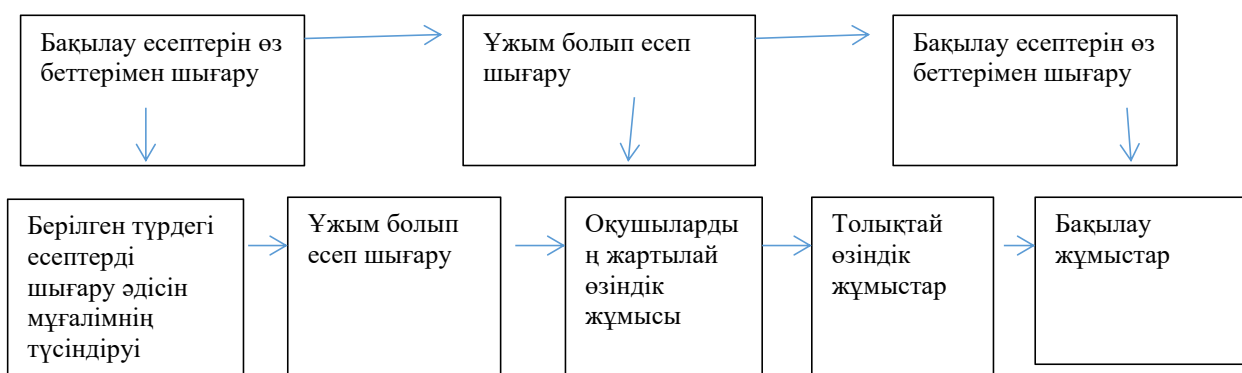 Бақылау есептерін өз
беттерімен шығару
Ұжым болып есеп
шығару
Бақылау есептерін өз
беттерімен шығару
Берілген түрдегі
есептерді
шығару әдісін
мұғалімнің
түсіндіруі
Ұжым болып
есеп шығару
Оқушыларды
ң жартылай
өзіндік
жұмысы
Толықтай
өзіндік
жұмыстар
Бақылау
жұмыстар